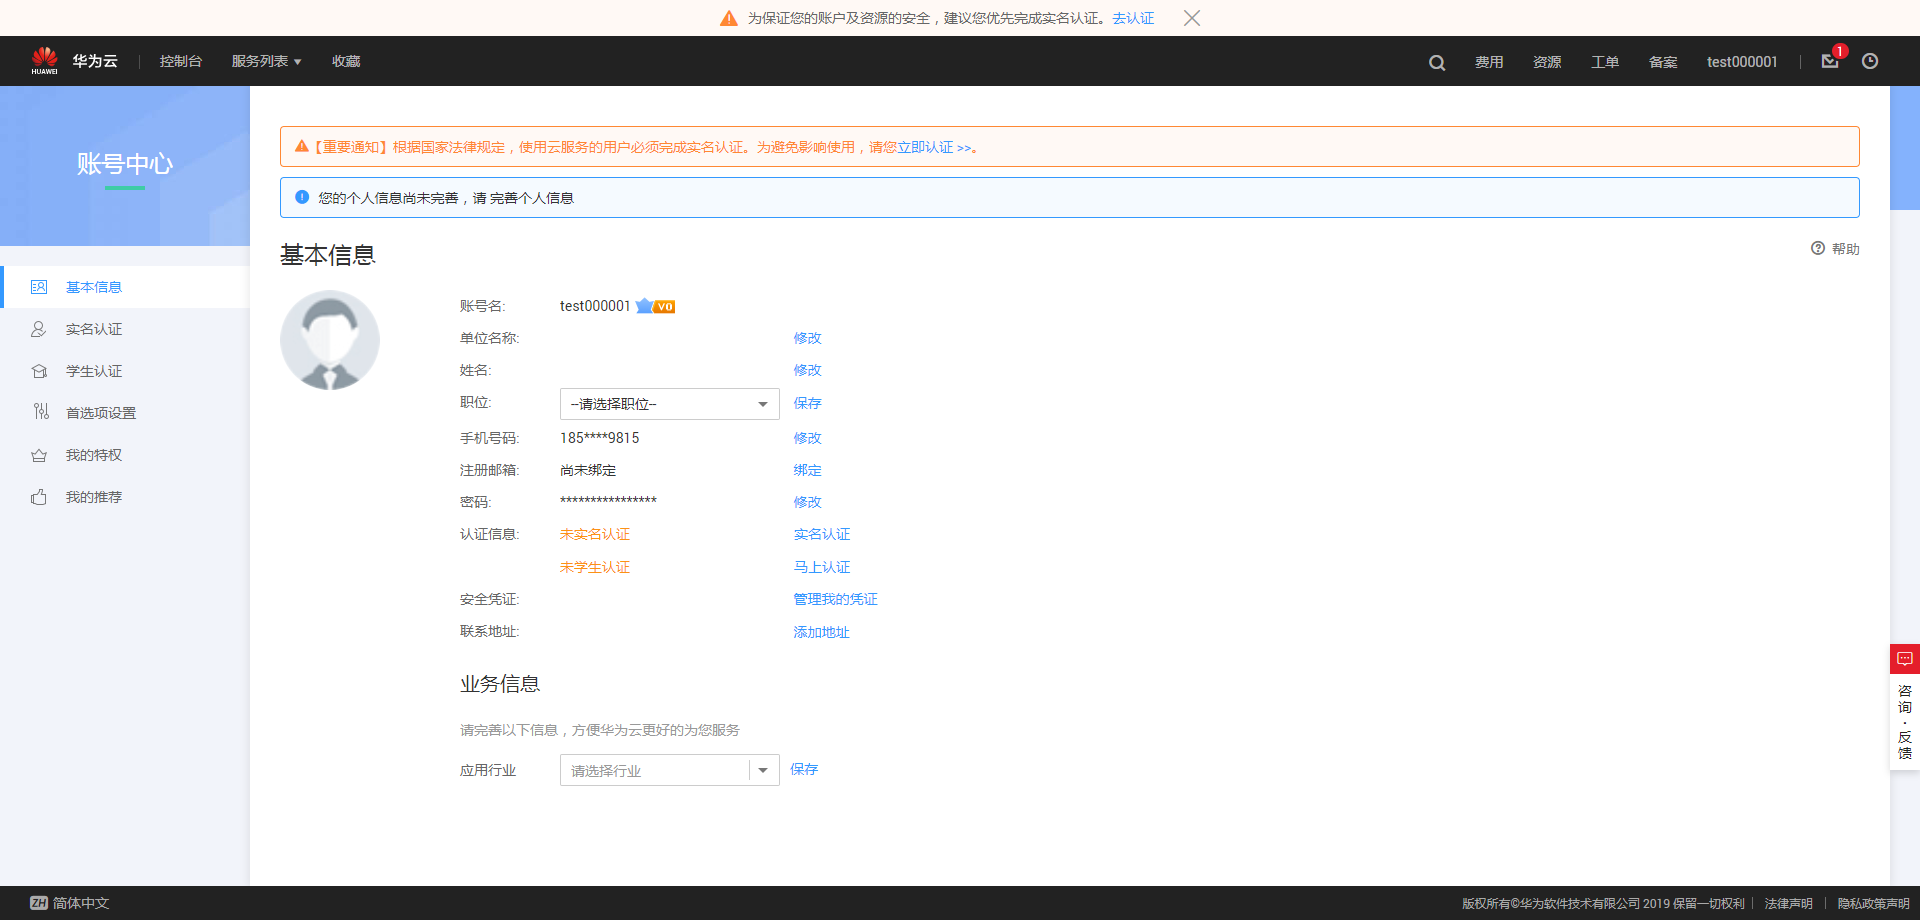 为保证您的账户及资源的安全，建议您优先完成实名认证。去认证
HUAWEI 华为云 控制台 服务列表 收藏 费用 资源 工单 备案 test000001 1
账号中心
【重要通知】根据国家法律规定，使用云服务的用户必须完成实名认证。为避免影响使用，请您立即认证 >>。
您的个人信息尚未完善，请 完善个人信息
基本信息
帮助
基本信息
实名认证
学生认证
首选项设置
我的特权
我的推荐
账号名: test000001 V0
单位名称: 修改
姓名: 修改
职位: --请选择职位-- 保存
手机号码: 185****9815 修改
注册邮箱: 尚未绑定 绑定
密码: **************** 修改
认证信息: 未实名认证 实名认证
未学生认证 马上认证
安全凭证: 管理我的凭证
联系地址: 添加地址
业务信息
请完善以下信息，方便华为云更好的为您服务
应用行业 请选择行业 保存
咨询·反馈
ZH 简体中文
版权所有©华为软件技术有限公司 2019 保留一切权利 | 法律声明 | 隐私政策声明